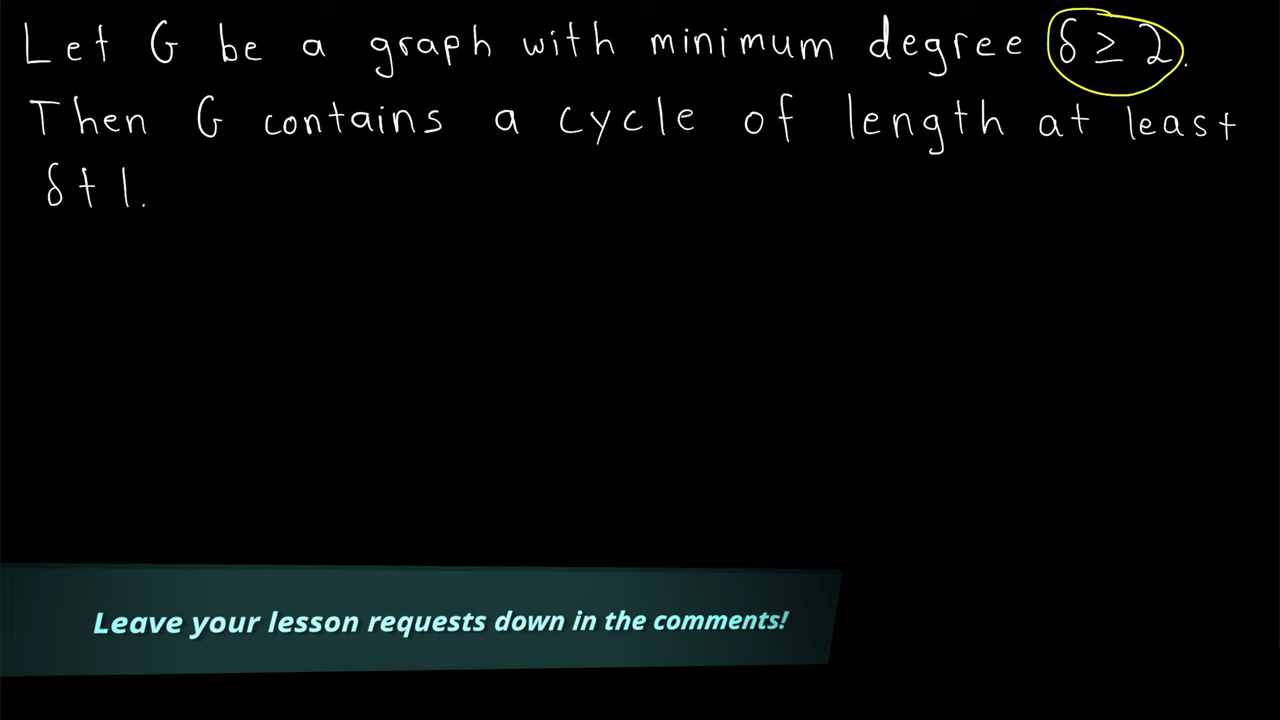 Let G be a graph with minimum degree δ ≥ 2.
Then G contains a cycle of length at least
δ + 1.
Leave your lesson requests down in the comments!